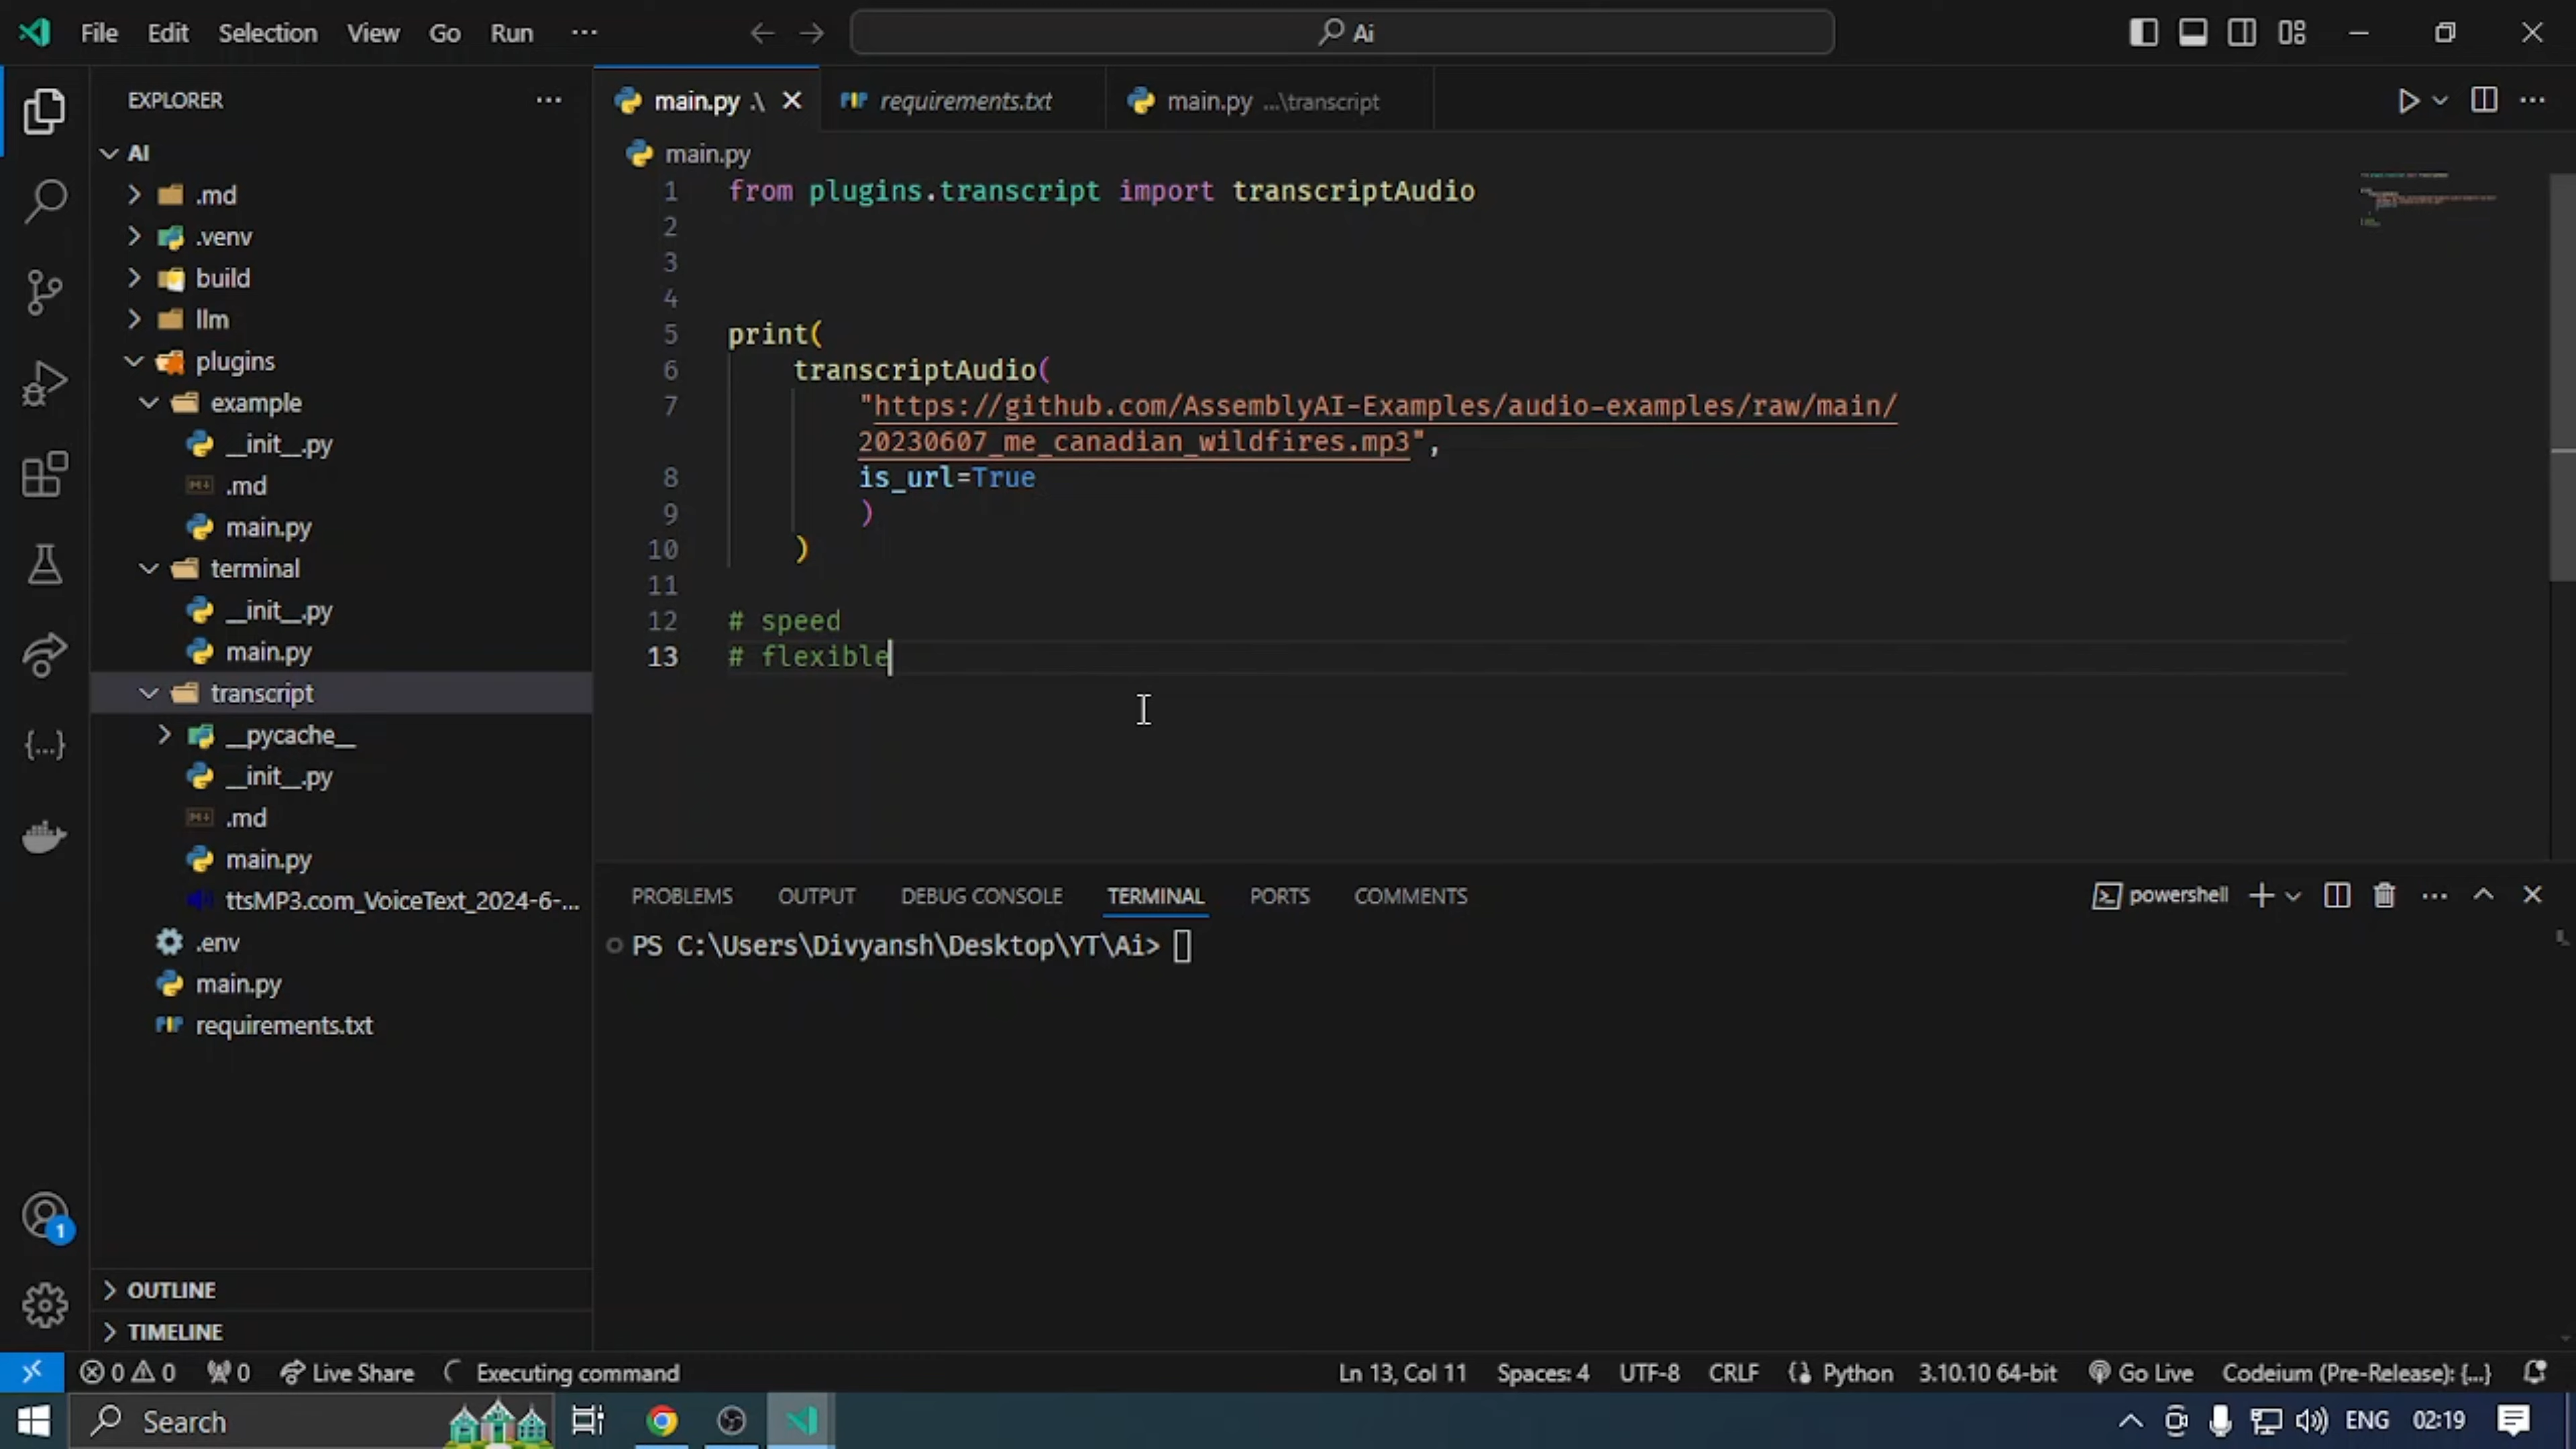 File Edit Selection View Go Run ··· Ai
EXPLORER ···
AI
.md
.venv
build
llm
plugins
example
__init__.py
.md
main.py
terminal
__init__.py
main.py
transcript
__pycache__
__init__.py
.md
main.py
ttsMP3.com_VoiceText_2024-6-...
.env
main.py
requirements.txt
OUTLINE
TIMELINE
1
main.py .\ requirements.txt main.py ...\transcript
main.py
1 from plugins.transcript import transcriptAudio
2
3
4
5 print(
6 transcriptAudio(
7 "https://github.com/AssemblyAI-Examples/audio-examples/raw/main/
20230607_me_canadian_wildfires.mp3",
8 is_url=True
9 )
10 )
11
12 # speed
13 # flexible
PROBLEMS OUTPUT DEBUG CONSOLE TERMINAL PORTS COMMENTS powershell
PS C:\Users\Divyansh\Desktop\YT\Ai>
0 0 0 Live Share Executing command Ln 13, Col 11 Spaces: 4 UTF-8 CRLF Python 3.10.10 64-bit Go Live Codeium (Pre-Release): {...}
Search ENG 02:19